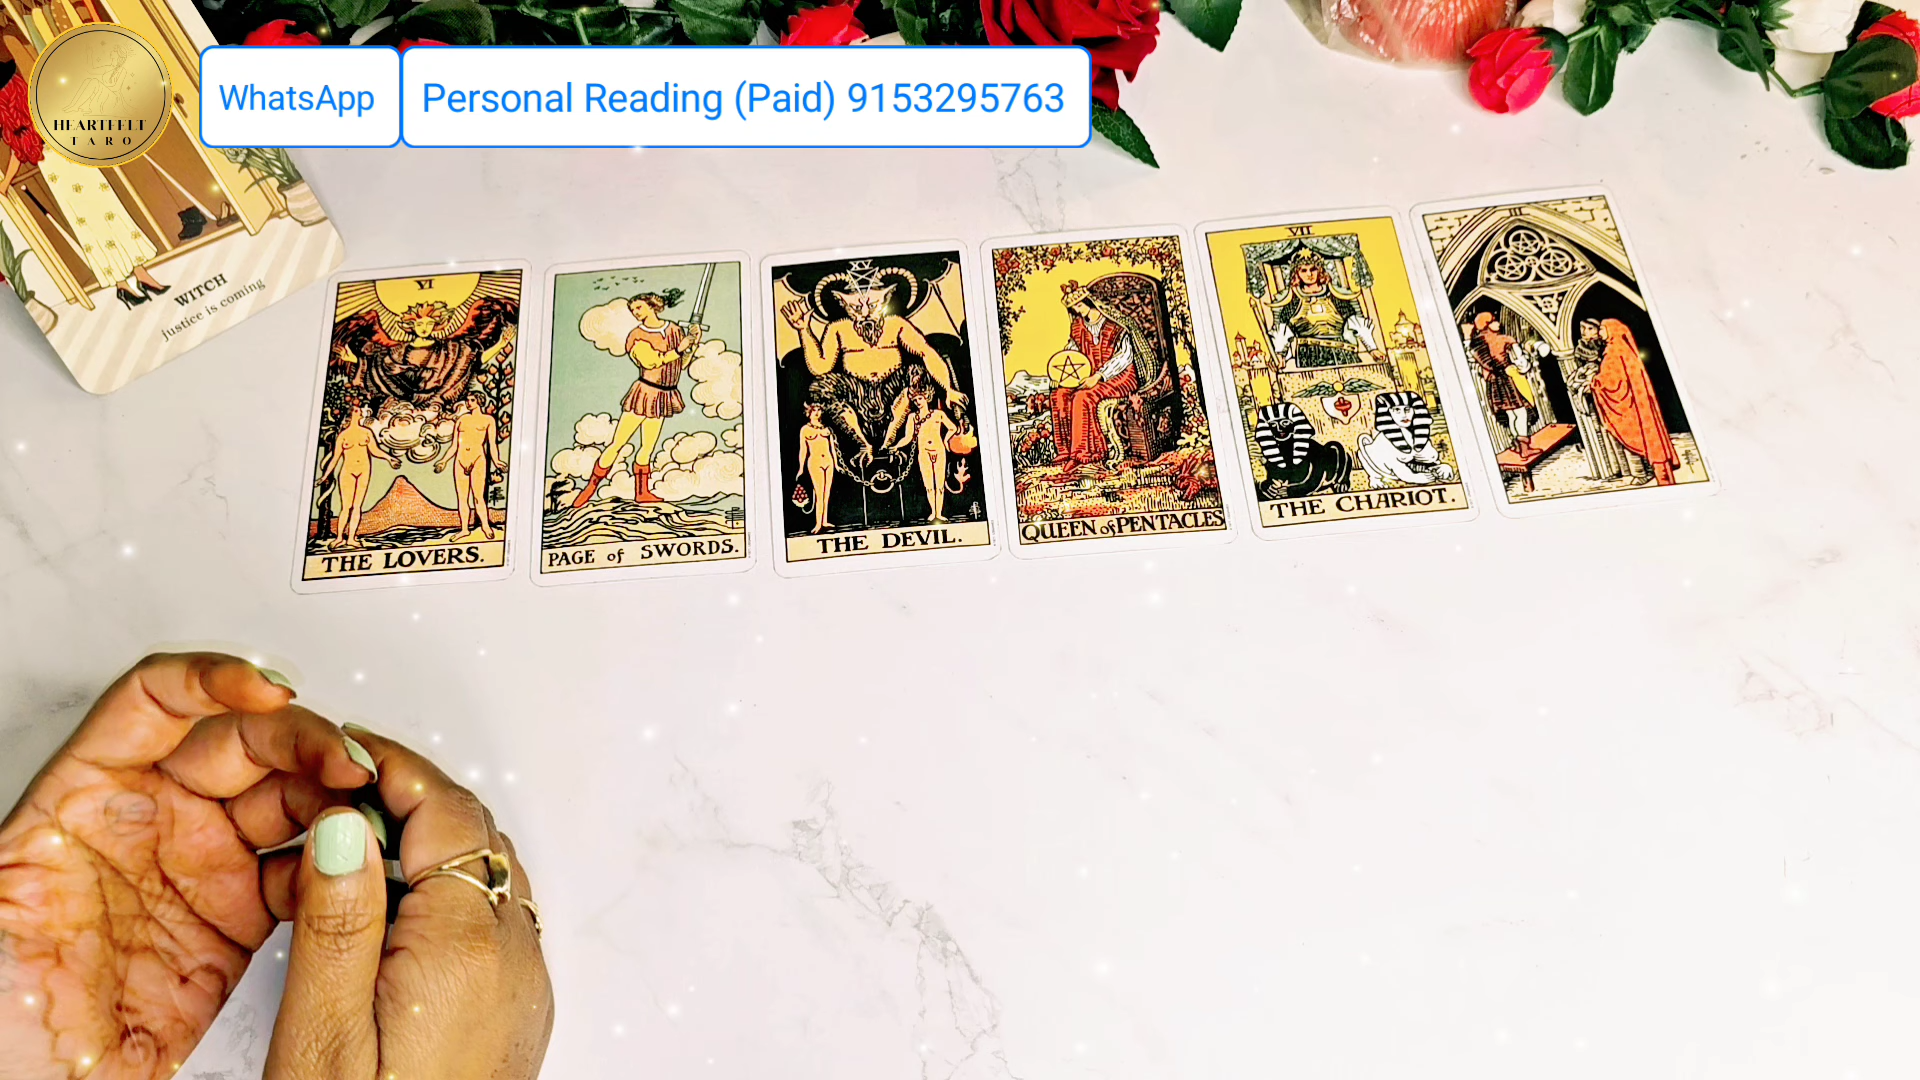 HEARTFELT
TARO
WhatsApp
Personal Reading (Paid) 9153295763
WITCH
justice is coming
VI
THE LOVERS.
PAGE of SWORDS.
XV
THE DEVIL.
QUEEN of PENTACLES
VII
THE CHARIOT.
III